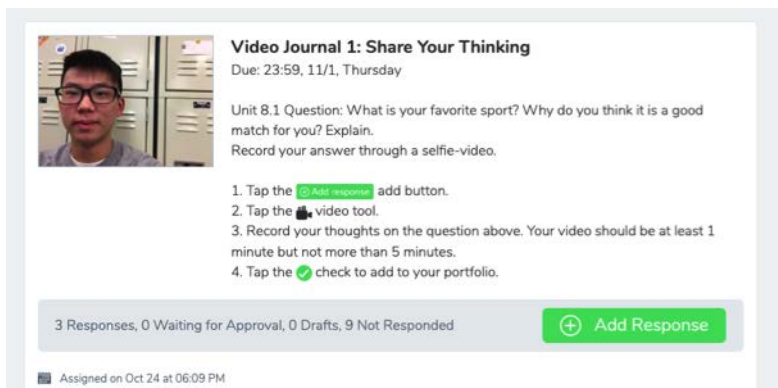 Video Journal 1: Share Your Thinking
Due: 23:59, 11/1, Thursday
Unit 8.1 Question: What is your favorite sport? Why do you think it is a good
match for you? Explain.
Record your answer through a selfie-video.
1. Tap the Add response add button.
2. Tap the video tool.
3. Record your thoughts on the question above. Your video should be at least 1
minute but not more than 5 minutes.
4. Tap the check to add to your portfolio.
3 Responses, 0 Waiting for Approval, 0 Drafts, 9 Not Responded
Add Response
Assigned on Oct 24 at 06:09 PM